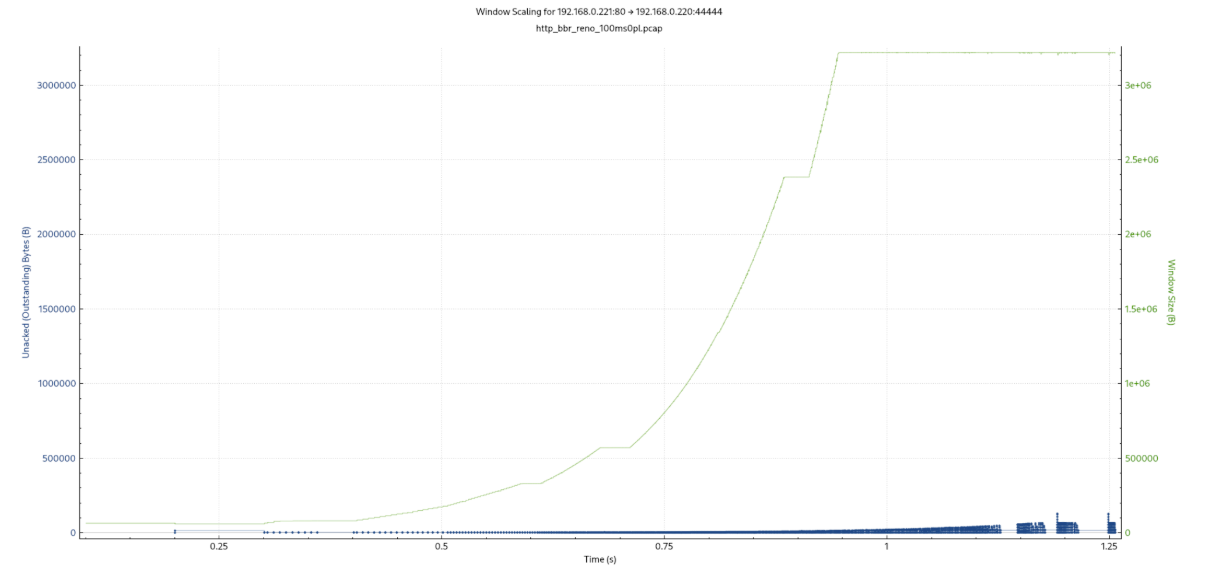 Window Scaling for 192.168.0.221:80 → 192.168.0.220:44444
http_bbr_reno_100ms0pl.pcap
3000000
2500000
2000000
1500000
1000000
500000
0
Unacked (Outstanding) Bytes (B)
3e+06
2.5e+06
2e+06
1.5e+06
1e+06
500000
0
Window Size (B)
0.25
0.5
0.75
1
1.25
Time (s)